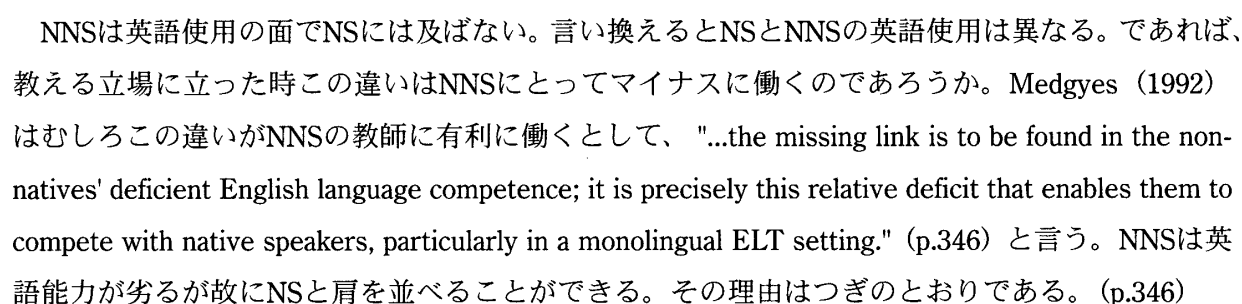 NNSは英語使用の面でNSには及ばない。言い換えるとNSとNNSの英語使用は異なる。であれば、
教える立場に立った時この違いはNNSにとってマイナスに働くのであろうか。Medgyes（1992）
はむしろこの違いがNNSの教師に有利に働くとして、 "...the missing link is to be found in the non-
natives' deficient English language competence; it is precisely this relative deficit that enables them to
compete with native speakers, particularly in a monolingual ELT setting."（p.346）と言う。NNSは英
語能力が劣るが故にNSと肩を並べることができる。その理由はつぎのとおりである。（p.346）